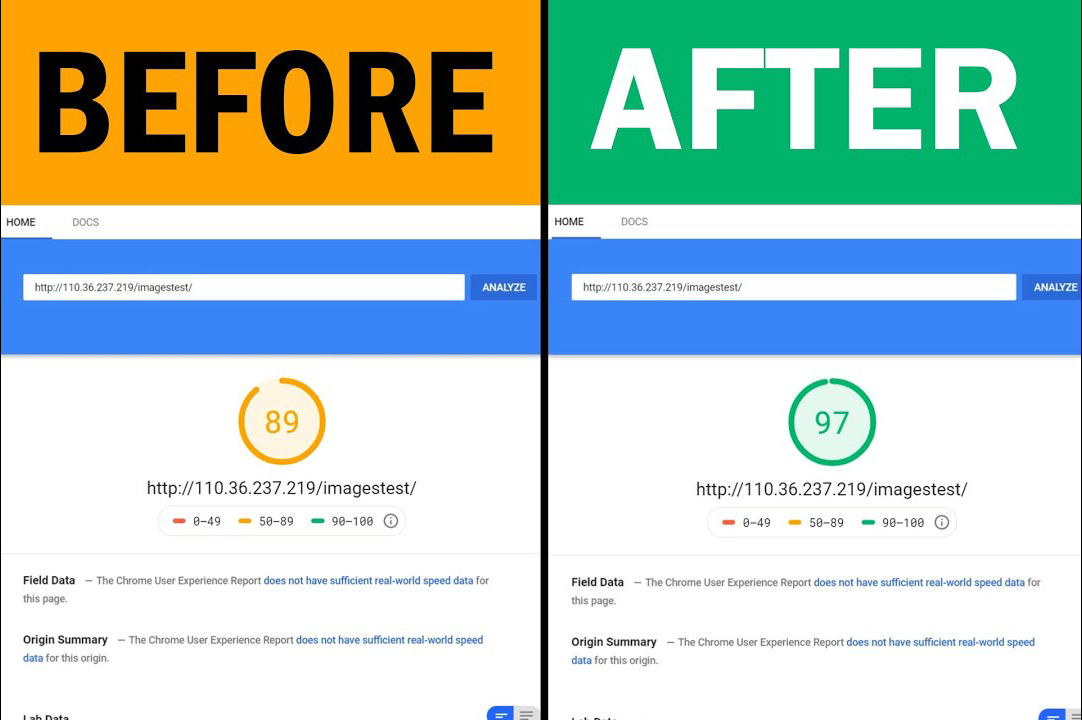 BEFORE
HOME DOCS
http://110.36.237.219/imagestest/ ANALYZE
89
http://110.36.237.219/imagestest/
0–49 50–89 90–100
Field Data — The Chrome User Experience Report does not have sufficient real-world speed data for
this page.
Origin Summary — The Chrome User Experience Report does not have sufficient real-world speed
data for this origin.
Lab Data
AFTER
HOME DOCS
http://110.36.237.219/imagestest/ ANALYZE
97
http://110.36.237.219/imagestest/
0–49 50–89 90–100
Field Data — The Chrome User Experience Report does not have sufficient real-world speed data for
this page.
Origin Summary — The Chrome User Experience Report does not have sufficient real-world speed
data for this origin.
Lab Data